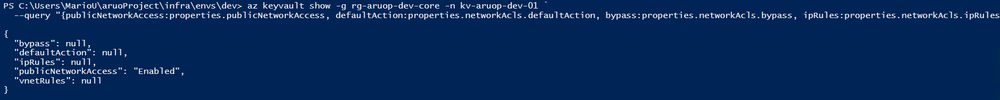 PS C:\Users\MarioU\aruoProject\infra\envs\dev> az keyvault show -g rg-aruop-dev-core -n kv-aruop-dev-01 `
  --query "{publicNetworkAccess:properties.publicNetworkAccess, defaultAction:properties.networkAcls.defaultAction, bypass:properties.networkAcls.bypass, ipRules:properties.networkAcls.ipRules
{
  "bypass": null,
  "defaultAction": null,
  "ipRules": null,
  "publicNetworkAccess": "Enabled",
  "vnetRules": null
}